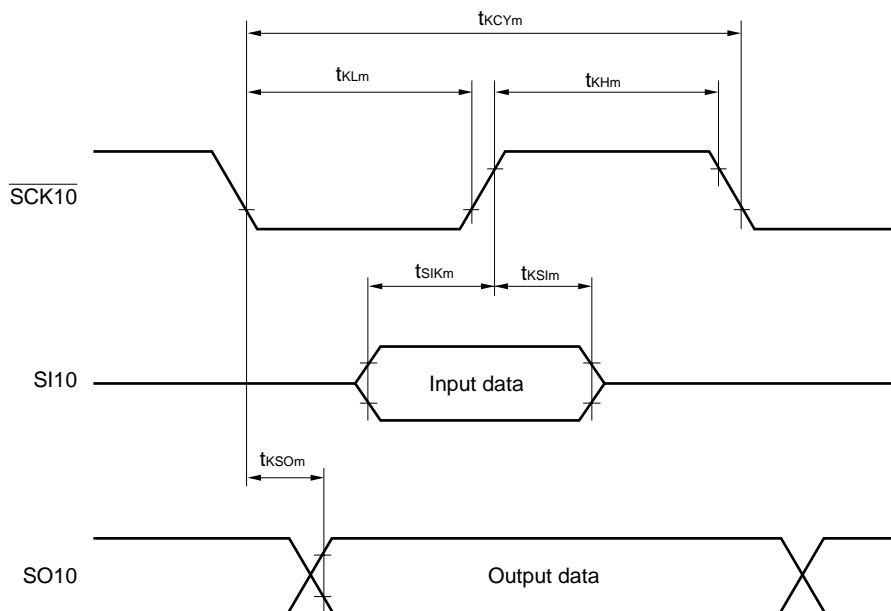 tKCYm
tKLm
tKHm
SCK10
tSIKm
tKSIm
SI10
Input data
tKSOm
SO10
Output data